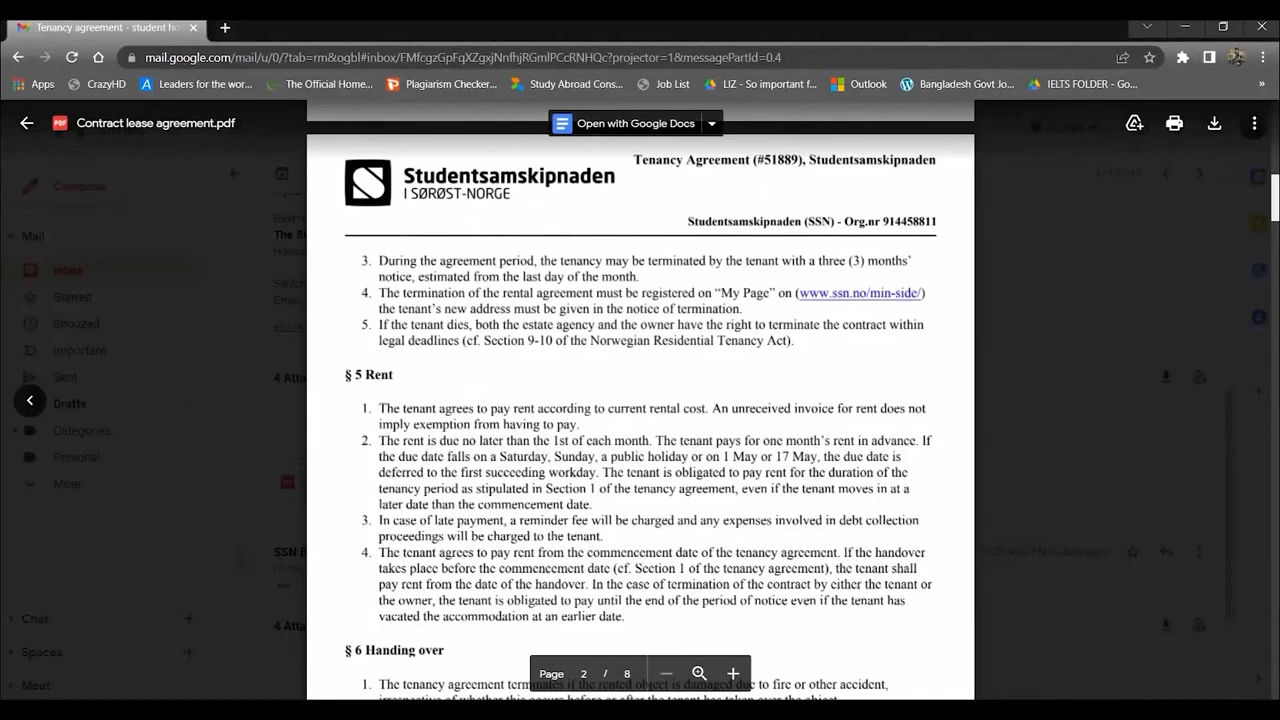 Tenancy agreement - student ho
mail.google.com/mail/u/0/?tab=rm&ogbl#inbox/FMfcgzGpFqXZgxjNnfhjRGmlPCcRNHQc?projector=1&messagePartId=0.4
Apps CrazyHD Leaders for the wor... The Official Home... Plagiarism Checker... Study Abroad Cons... Job List LIZ - So important f... Outlook Bangladesh Govt Jo... IELTS FOLDER - Go... »
Contract lease agreement.pdf
Open with Google Docs
Compose
Mail
Inbox
Starred
Snoozed
Important
Sent
Drafts
Categories
Personal
More
Chat
Spaces
Meet
Tenancy Agreement (#51889), Studentsamskipnaden
Studentsamskipnaden
I SØRØST-NORGE
Studentsamskipnaden (SSN) - Org.nr 914458811
3. During the agreement period, the tenancy may be terminated by the tenant with a three (3) months'
notice, estimated from the last day of the month.
4. The termination of the rental agreement must be registered on “My Page” on (www.ssn.no/min-side/)
the tenant's new address must be given in the notice of termination.
5. If the tenant dies, both the estate agency and the owner have the right to terminate the contract within
legal deadlines (cf. Section 9-10 of the Norwegian Residential Tenancy Act).
§ 5 Rent
1. The tenant agrees to pay rent according to current rental cost. An unreceived invoice for rent does not
imply exemption from having to pay.
2. The rent is due no later than the 1st of each month. The tenant pays for one month's rent in advance. If
the due date falls on a Saturday, Sunday, a public holiday or on 1 May or 17 May, the due date is
deferred to the first succeeding workday. The tenant is obligated to pay rent for the duration of the
tenancy period as stipulated in Section 1 of the tenancy agreement, even if the tenant moves in at a
later date than the commencement date.
3. In case of late payment, a reminder fee will be charged and any expenses involved in debt collection
proceedings will be charged to the tenant.
4. The tenant agrees to pay rent from the commencement date of the tenancy agreement. If the handover
takes place before the commencement date (cf. Section 1 of the tenancy agreement), the tenant shall
pay rent from the date of the handover. In the case of termination of the contract by either the tenant or
the owner, the tenant is obligated to pay until the end of the period of notice even if the tenant has
vacated the accommodation at an earlier date.
§ 6 Handing over
1. The tenancy agreement terminates if the rented object is damaged due to fire or other accident,
Page 2 / 8